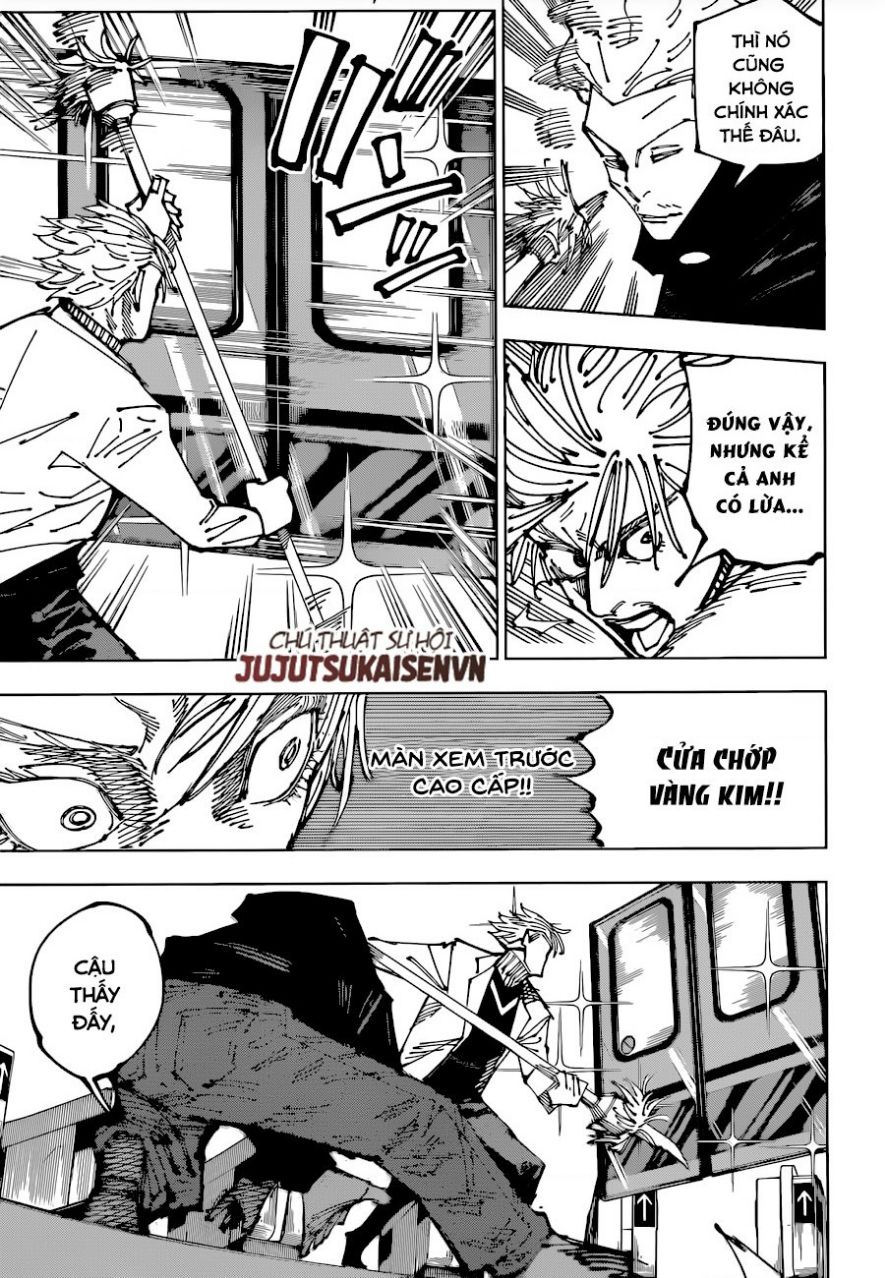 THÌ NÓ
CŨNG
KHÔNG
CHÍNH XÁC
THẾ ĐÂU.
ĐÚNG VẬY,
NHƯNG KỂ
CẢ ANH
CÓ LỪA...
CHÚ THUẬT SƯ HỒI
JUJUTSUKAISENVN
CỬA CHỚP
VÀNG KIM!!
MÀN XEM TRƯỚC
CAO CẤP!!
CẬU
THẤY
ĐẤY,